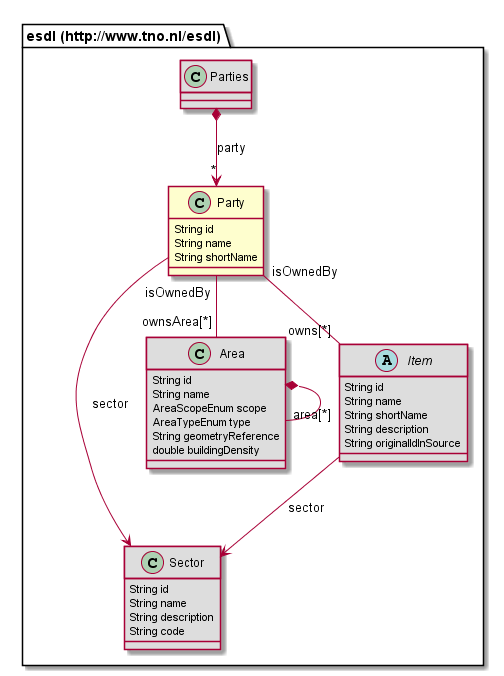 esdl (http://www.tno.nl/esdl)
C Parties
party
*
C Party
String id
String name
String shortName
isOwnedBy
isOwnedBy
ownsArea[*]
owns[*]
C Area
String id
String name
AreaScopeEnum scope
AreaTypeEnum type
String geometryReference
double buildingDensity
area[*]
A Item
String id
String name
String shortName
String description
String originalIdInSource
sector
sector
C Sector
String id
String name
String description
String code